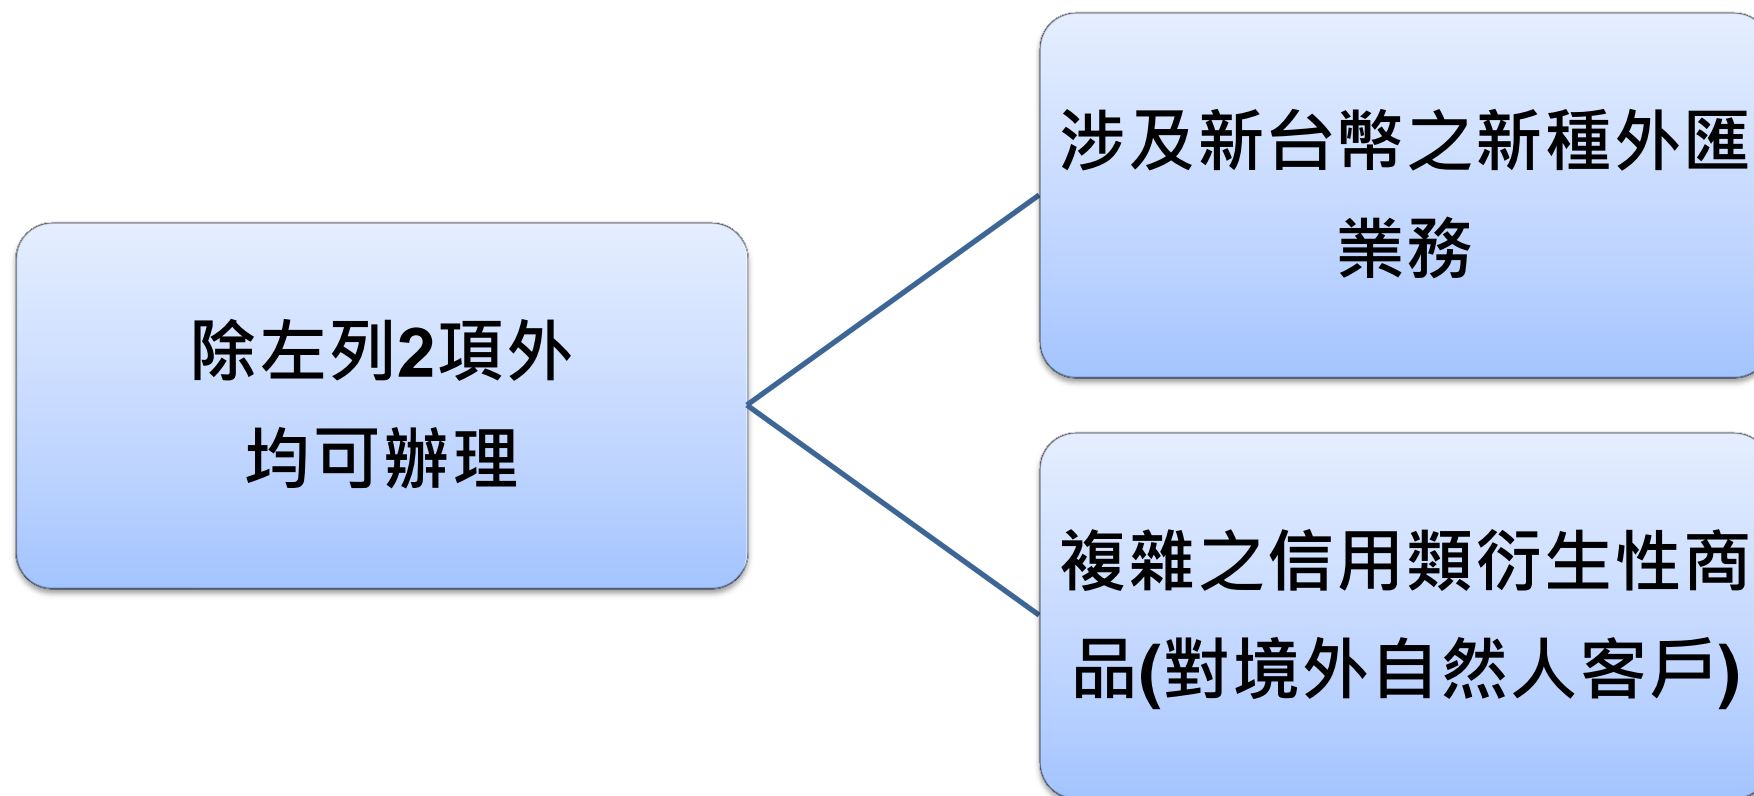 除左列2項外
均可辦理
涉及新台幣之新種外匯
業務
複雜之信用類衍生性商
品(對境外自然人客戶)